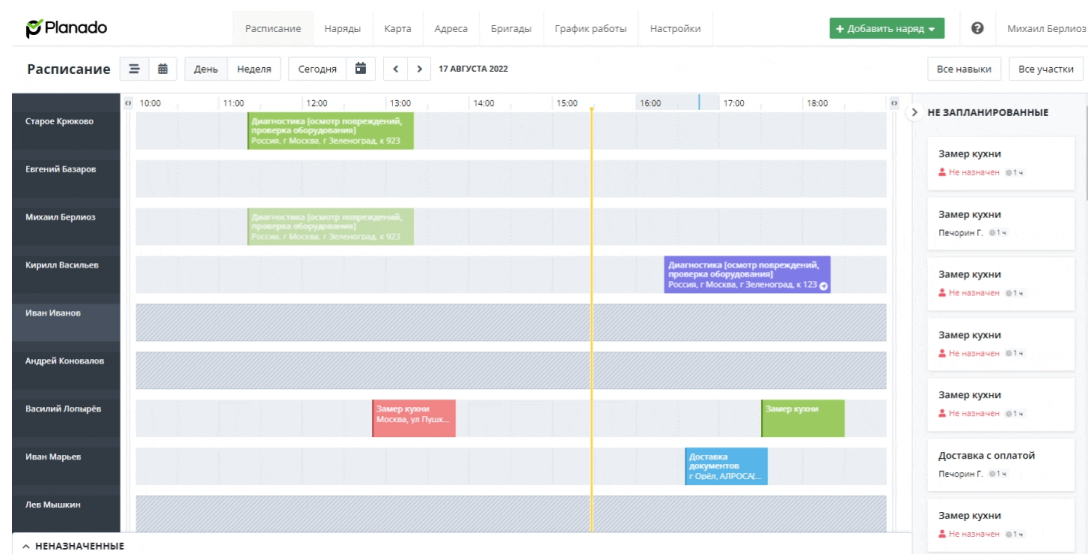 Planado
Расписание Наряды Карта Адреса Бригады График работы Настройки
+ Добавить наряд
Михаил Берлиоз
Расписание День Неделя Сегодня 17 АВГУСТА 2022
Все навыки Все участки
10:00 11:00 12:00 13:00 14:00 15:00 16:00 17:00 18:00
Старое Крюково
Диагностика [осмотр повреждений,
проверка оборудования]
Россия, г Москва, г Зеленоград, к 923
Евгений Базаров
Михаил Берлиоз
Диагностика [осмотр повреждений,
проверка оборудования]
Россия, г Москва, г Зеленоград, к 923
Кирилл Васильев
Диагностика [осмотр повреждений,
проверка оборудования]
Россия, г Москва, г Зеленоград, к 123
Иван Иванов
Андрей Коновалов
Василий Лопырёв
Замер кухни
Москва, ул Пушк...
Замер кухни
Иван Марьев
Доставка
документов
г Орёл, АЛРОСА(...
Лев Мышкин
НЕНАЗНАЧЕННЫЕ
НЕ ЗАПЛАНИРОВАННЫЕ
Замер кухни
Не назначен 1 ч
Замер кухни
Печорин Г. 1 ч
Замер кухни
Не назначен 1 ч
Замер кухни
Не назначен 1 ч
Замер кухни
Не назначен 1 ч
Доставка с оплатой
Печорин Г. 1 ч
Замер кухни
Не назначен 1 ч